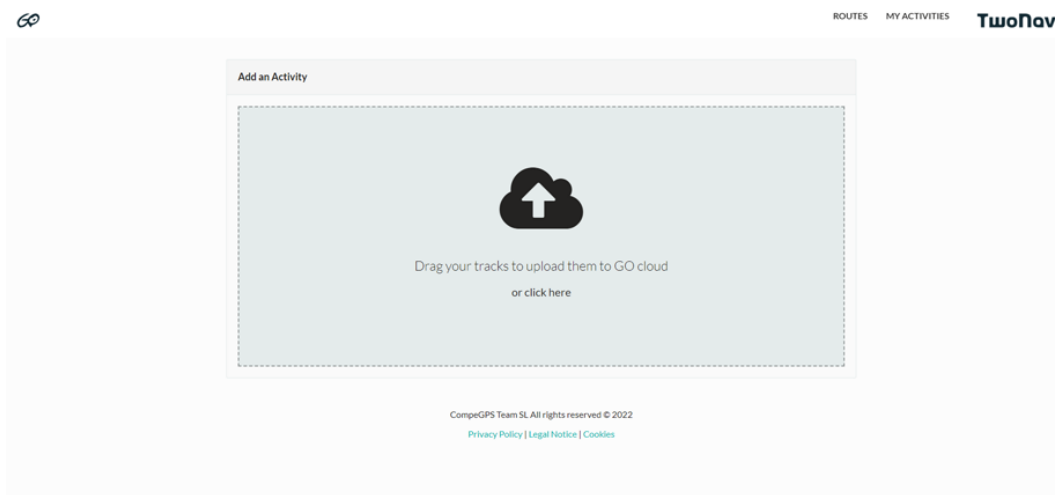 GO
ROUTES MY ACTIVITIES TwoNav
Add an Activity
Drag your tracks to upload them to GO cloud
or click here
CompeGPS Team SL All rights reserved © 2022
Privacy Policy | Legal Notice | Cookies